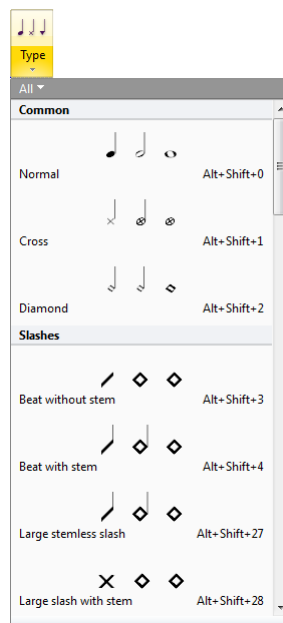 Type
All
Common
Normal Alt+Shift+0
Cross Alt+Shift+1
Diamond Alt+Shift+2
Slashes
Beat without stem Alt+Shift+3
Beat with stem Alt+Shift+4
Large stemless slash Alt+Shift+27
Large slash with stem Alt+Shift+28